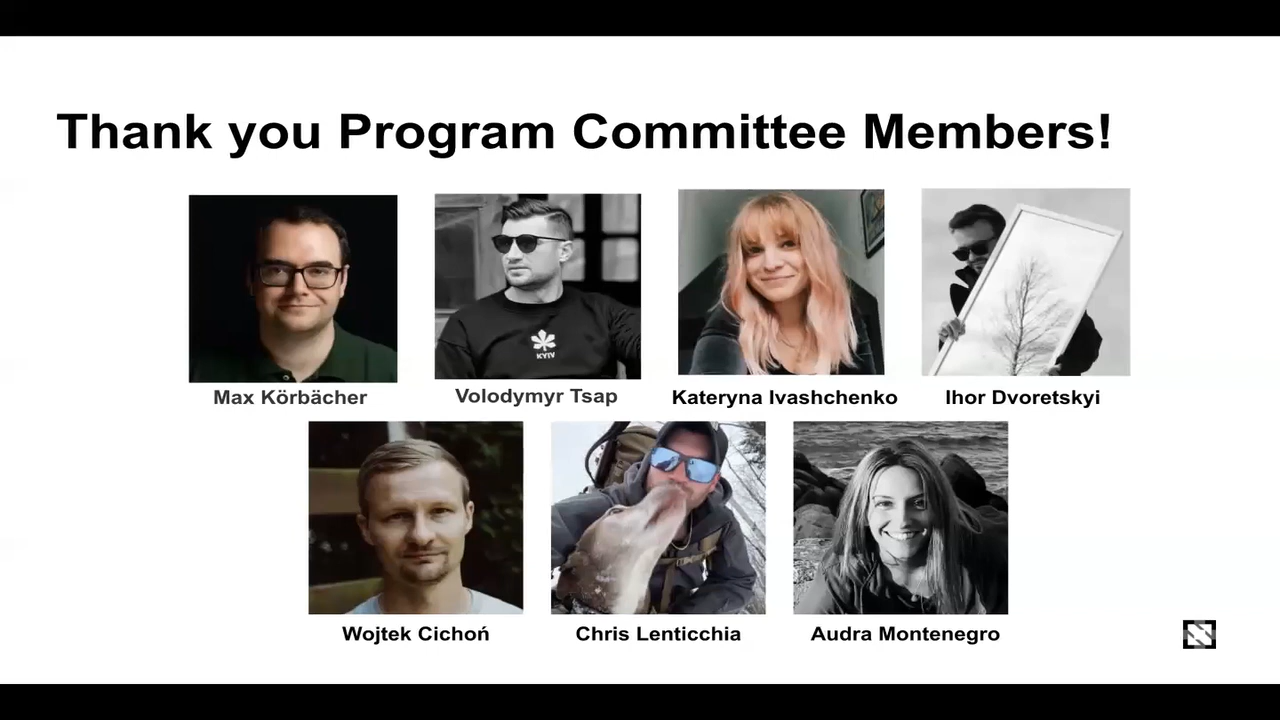 Thank you Program Committee Members!
KYIV
Max Körbächer
Volodymyr Tsap
Kateryna Ivashchenko
Ihor Dvoretskyi
Wojtek Cichoń
Chris Lenticchia
Audra Montenegro